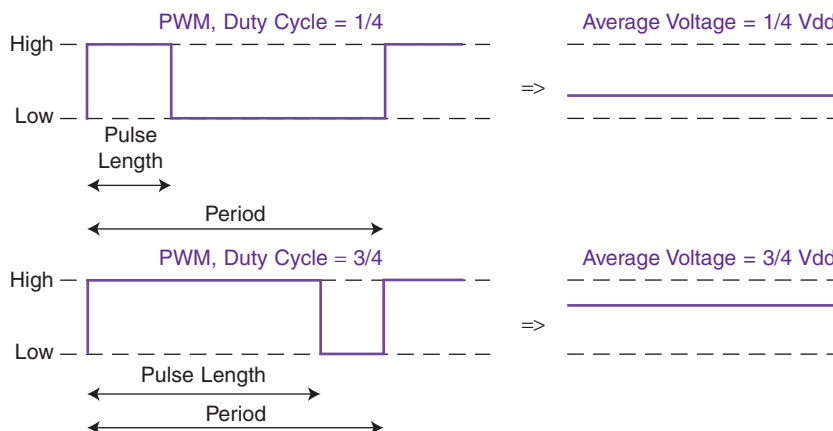 PWM, Duty Cycle = 1/4
Average Voltage = 1/4 Vdd
High
=>
Low
Pulse
Length
Period
PWM, Duty Cycle = 3/4
Average Voltage = 3/4 Vdd
High
=>
Low
Pulse Length
Period